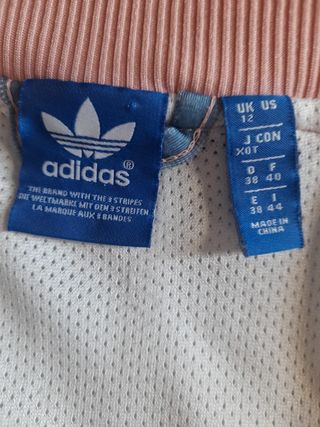 adidas®
THE BRAND WITH THE 3 STRIPES
DIE WELTMARKE MIT DEN 3 STREIFEN
LA MARQUE AUX 3 BANDES
UK US
12
J CON
XOT
D F
38 40
E I
38 44
MADE IN
CHINA